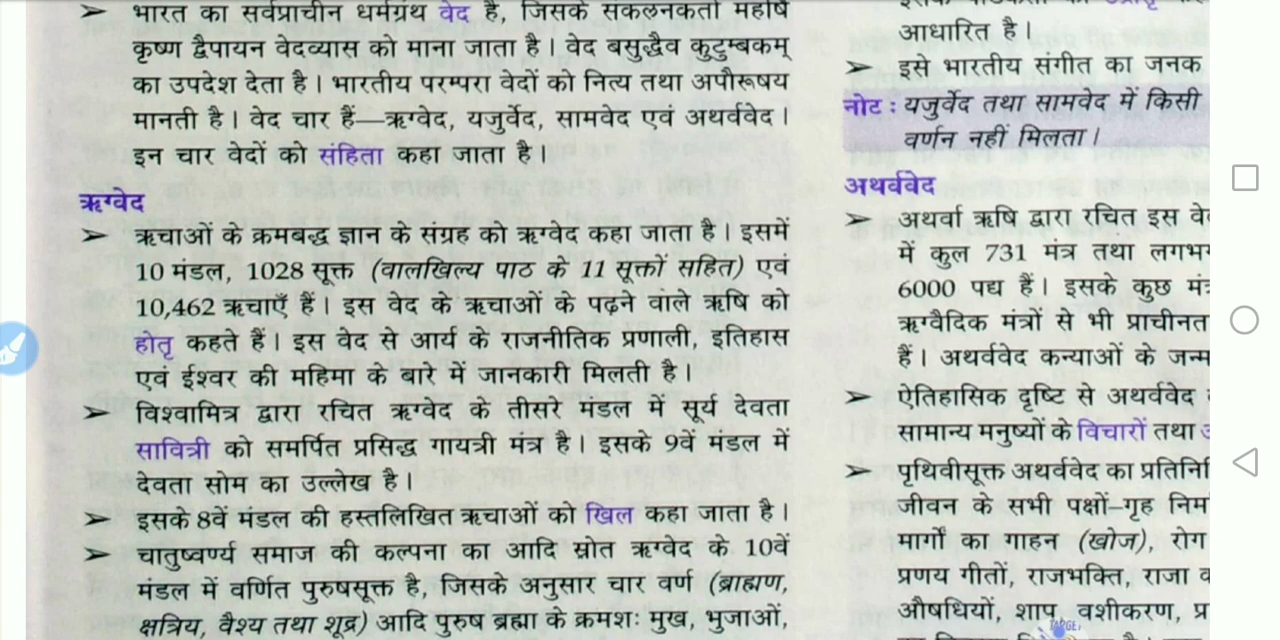 भारत का सर्वप्राचीन धर्मग्रंथ वेद है, जिसके संकलनकर्ता महर्षि
कृष्ण द्वैपायन वेदव्यास को माना जाता है। वेद बसुद्धैव कुटुम्बकम्
का उपदेश देता है। भारतीय परम्परा वेदों को नित्य तथा अपौरूषय
मानती है। वेद चार हैं—ऋग्वेद, यजुर्वेद, सामवेद एवं अथर्ववेद।
इन चार वेदों को संहिता कहा जाता है।
ऋग्वेद
➢ ऋचाओं के क्रमबद्ध ज्ञान के संग्रह को ऋग्वेद कहा जाता है। इसमें
10 मंडल, 1028 सूक्त (वालखिल्य पाठ के 11 सूक्तों सहित) एवं
10,462 ऋचाएँ हैं। इस वेद के ऋचाओं के पढ़ने वाले ऋषि को
होतृ कहते हैं। इस वेद से आर्य के राजनीतिक प्रणाली, इतिहास
एवं ईश्वर की महिमा के बारे में जानकारी मिलती है।
➢ विश्वामित्र द्वारा रचित ऋग्वेद के तीसरे मंडल में सूर्य देवता
सावित्री को समर्पित प्रसिद्ध गायत्री मंत्र है। इसके 9वें मंडल में
देवता सोम का उल्लेख है।
➢ इसके 8वें मंडल की हस्तलिखित ऋचाओं को खिल कहा जाता है।
➢ चातुष्वर्ण्य समाज की कल्पना का आदि स्रोत ऋग्वेद के 10वें
मंडल में वर्णित पुरुषसूक्त है, जिसके अनुसार चार वर्ण (ब्राह्मण,
क्षत्रिय, वैश्य तथा शूद्र) आदि पुरुष ब्रह्मा के क्रमशः मुख, भुजाओं,
आधारित है।
➢ इसे भारतीय संगीत का जनक
नोट : यजुर्वेद तथा सामवेद में किसी
वर्णन नहीं मिलता।
अथर्ववेद
➢ अथर्वा ऋषि द्वारा रचित इस
में कुल 731 मंत्र तथा
6000 पद्य हैं। इसके कुछ
ऋग्वैदिक मंत्रों से भी
हैं। अथर्ववेद कन्याओं के जन्म
➢ ऐतिहासिक दृष्टि से अथर्ववेद
सामान्य मनुष्यों के विचारों तथा
➢ पृथिवीसूक्त अथर्ववेद का
जीवन के सभी पक्षों–गृह
मार्गों का गाहन (खोज), रोग
प्रणय गीतों, राजभक्ति, राजा
औषधियों, शाप वशीकरण,
TARGET